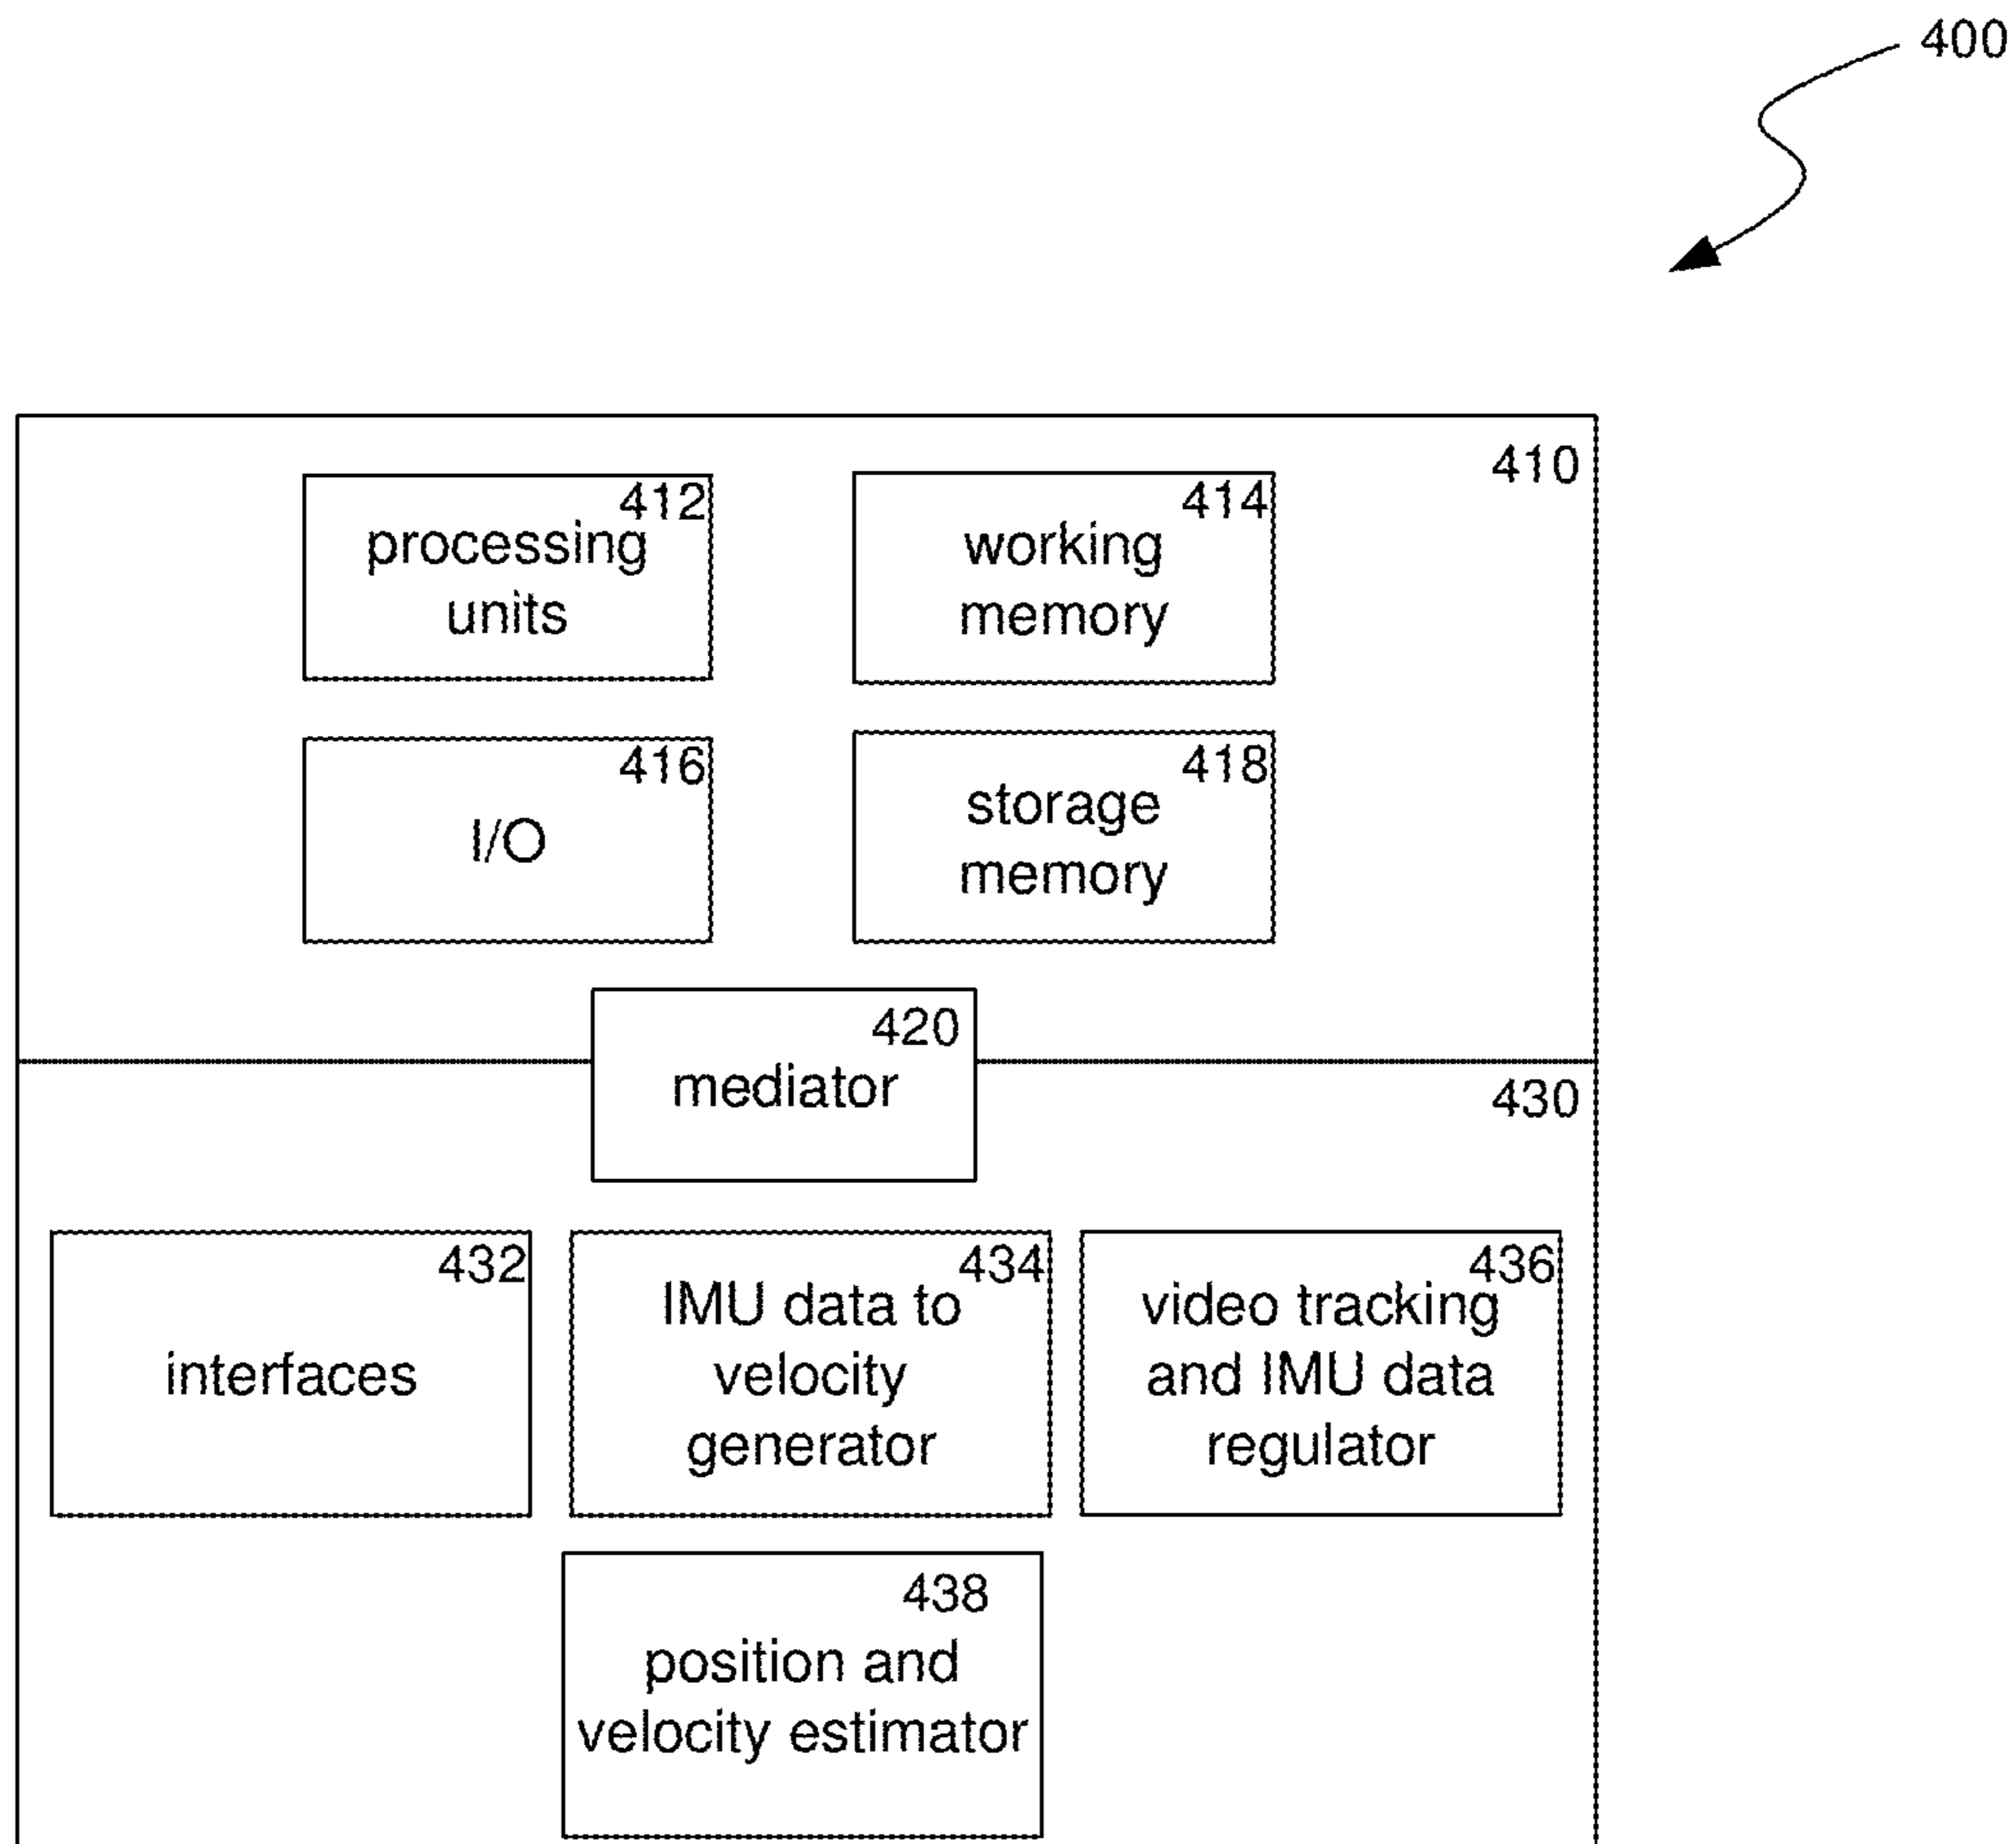 400
410
412
processing
units
414
working
memory
416
I/O
418
storage
memory
420
mediator
430
432
interfaces
434
IMU data to
velocity
generator
436
video tracking
and IMU data
regulator
438
position and
velocity estimator